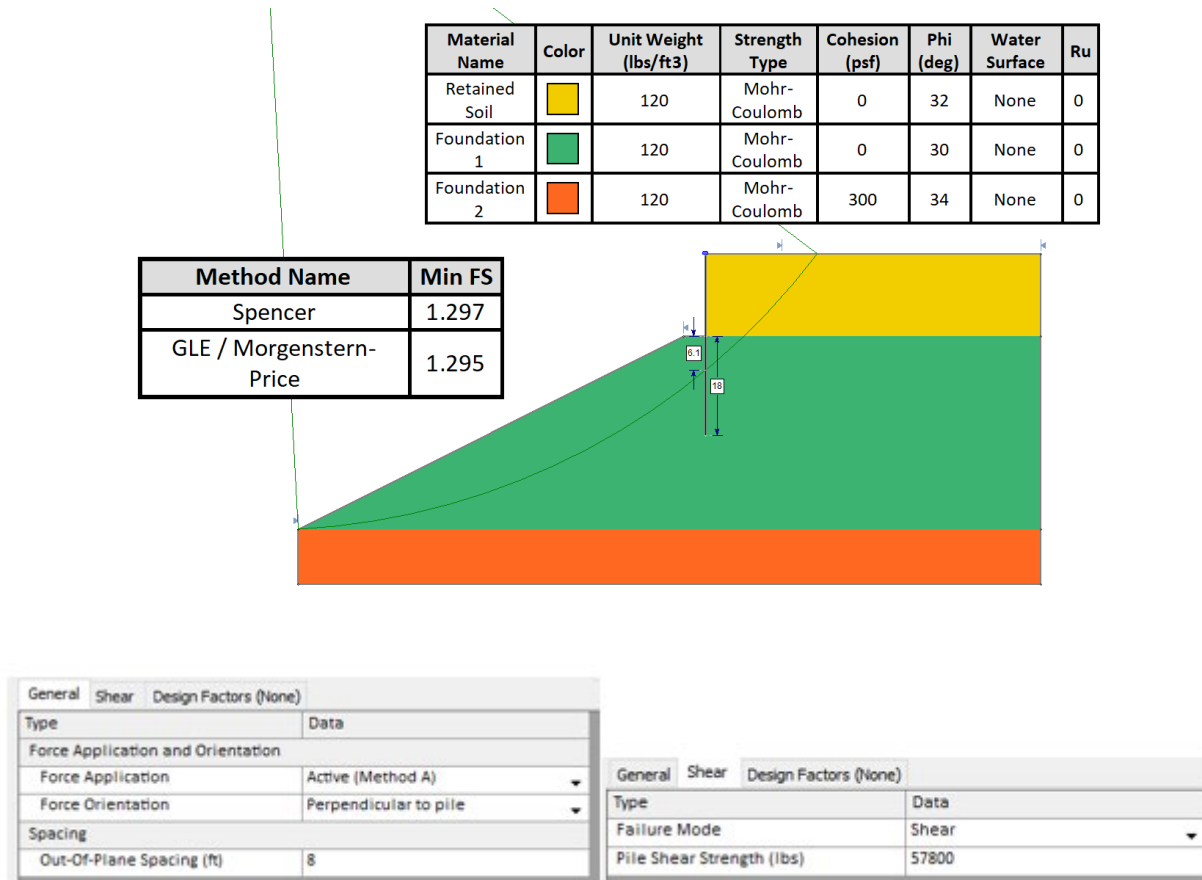 Material Name Color Unit Weight (lbs/ft3) Strength Type Cohesion (psf) Phi (deg) Water Surface Ru
Retained Soil 120 Mohr-Coulomb 0 32 None 0
Foundation 1 120 Mohr-Coulomb 0 30 None 0
Foundation 2 120 Mohr-Coulomb 300 34 None 0
Method Name Min FS
Spencer 1.297
GLE / Morgenstern-Price 1.295
6.1
18
General Shear Design Factors (None)
Type Data
Force Application and Orientation
Force Application Active (Method A)
Force Orientation Perpendicular to pile
Spacing
Out-Of-Plane Spacing (ft) 8
General Shear Design Factors (None)
Type Data
Failure Mode Shear
Pile Shear Strength (lbs) 57800